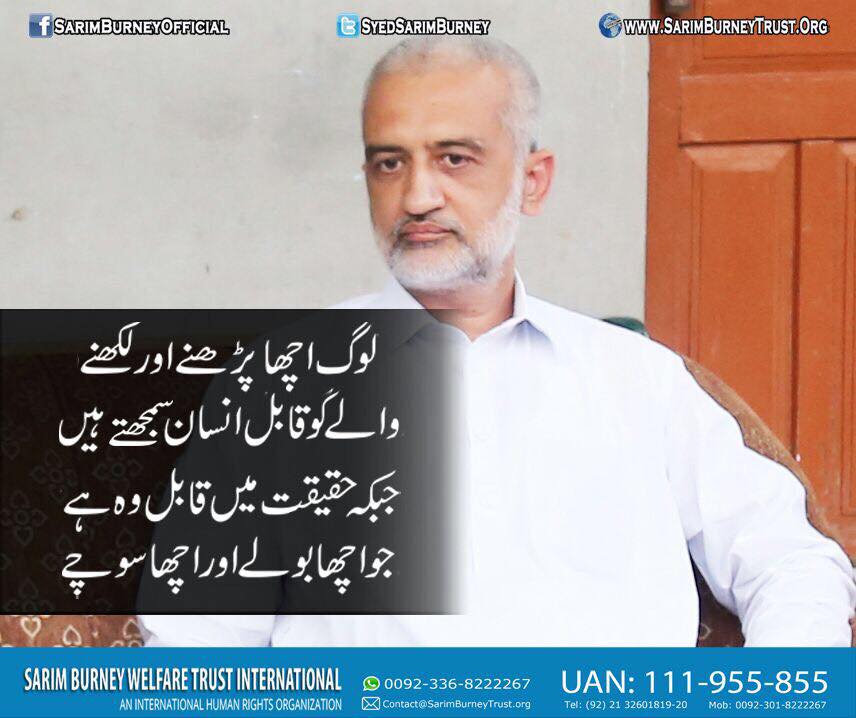 SARIMBURNEYOFFICIAL
SYEDSARIMBURNEY
WWW.SARIMBURNEYTRUST.ORG
لوگ اچھا پڑھنے اور لکھنے
والے کو قابل انسان سمجھتے ہیں
جبکہ حقیقت میں قابل وہ ہے
جو اچھا بولے اور اچھا سوچے
SARIM BURNEY WELFARE TRUST INTERNATIONAL
AN INTERNATIONAL HUMAN RIGHTS ORGANIZATION
0092-336-8222267
Contact@SarimBurneyTrust.org
UAN: 111-955-855
Tel: (92) 21 32601819-20 Mob: 0092-301-8222267